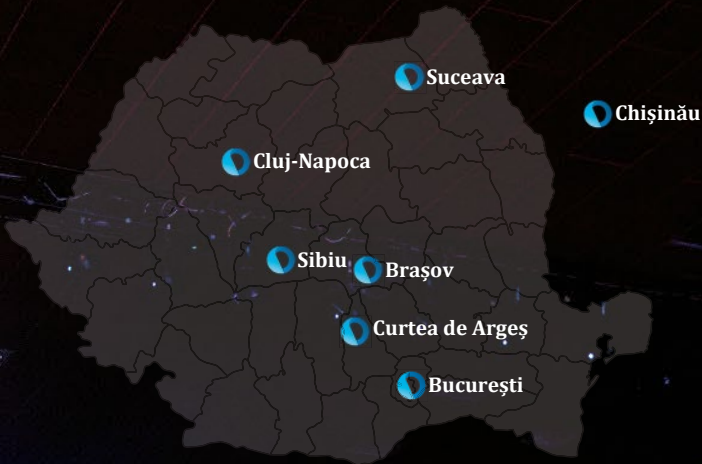 Suceava
Chișinău
Cluj-Napoca
Sibiu
Brașov
Curtea de Argeș
București